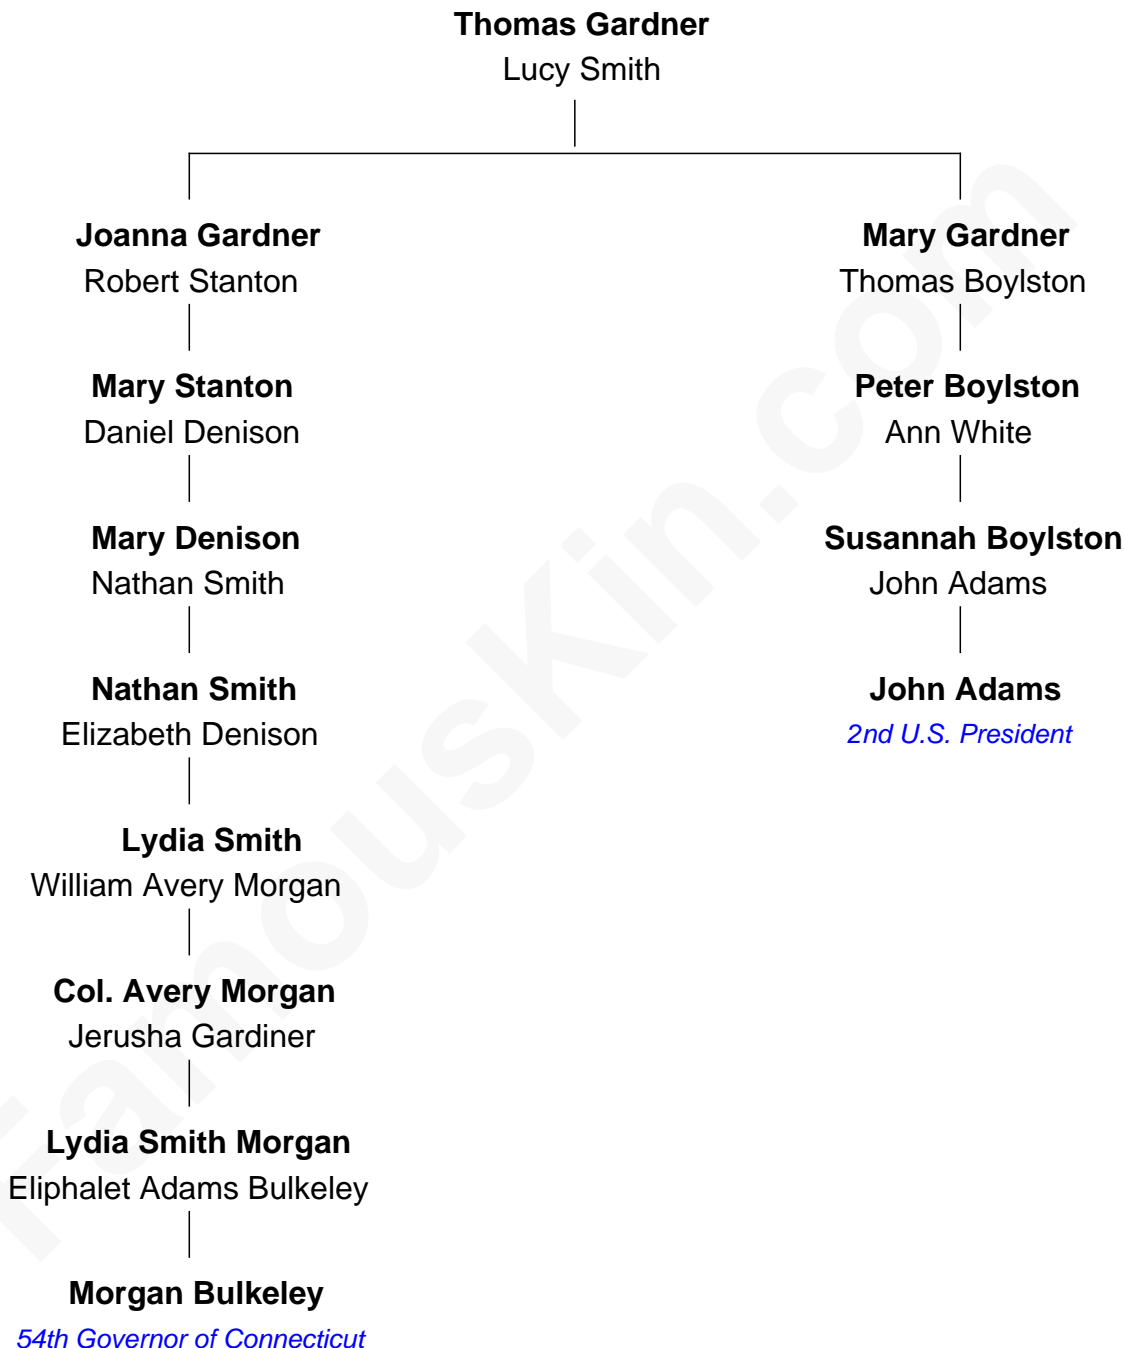 Thomas Gardner
Lucy Smith
Joanna Gardner
Robert Stanton
Mary Gardner
Thomas Boylston
Mary Stanton
Daniel Denison
Peter Boylston
Ann White
Mary Denison
Nathan Smith
Susannah Boylston
John Adams
Nathan Smith
Elizabeth Denison
John Adams
2nd U.S. President
Lydia Smith
William Avery Morgan
Col. Avery Morgan
Jerusha Gardiner
Lydia Smith Morgan
Eliphalet Adams Bulkeley
Morgan Bulkeley
54th Governor of Connecticut
FamousKin.com